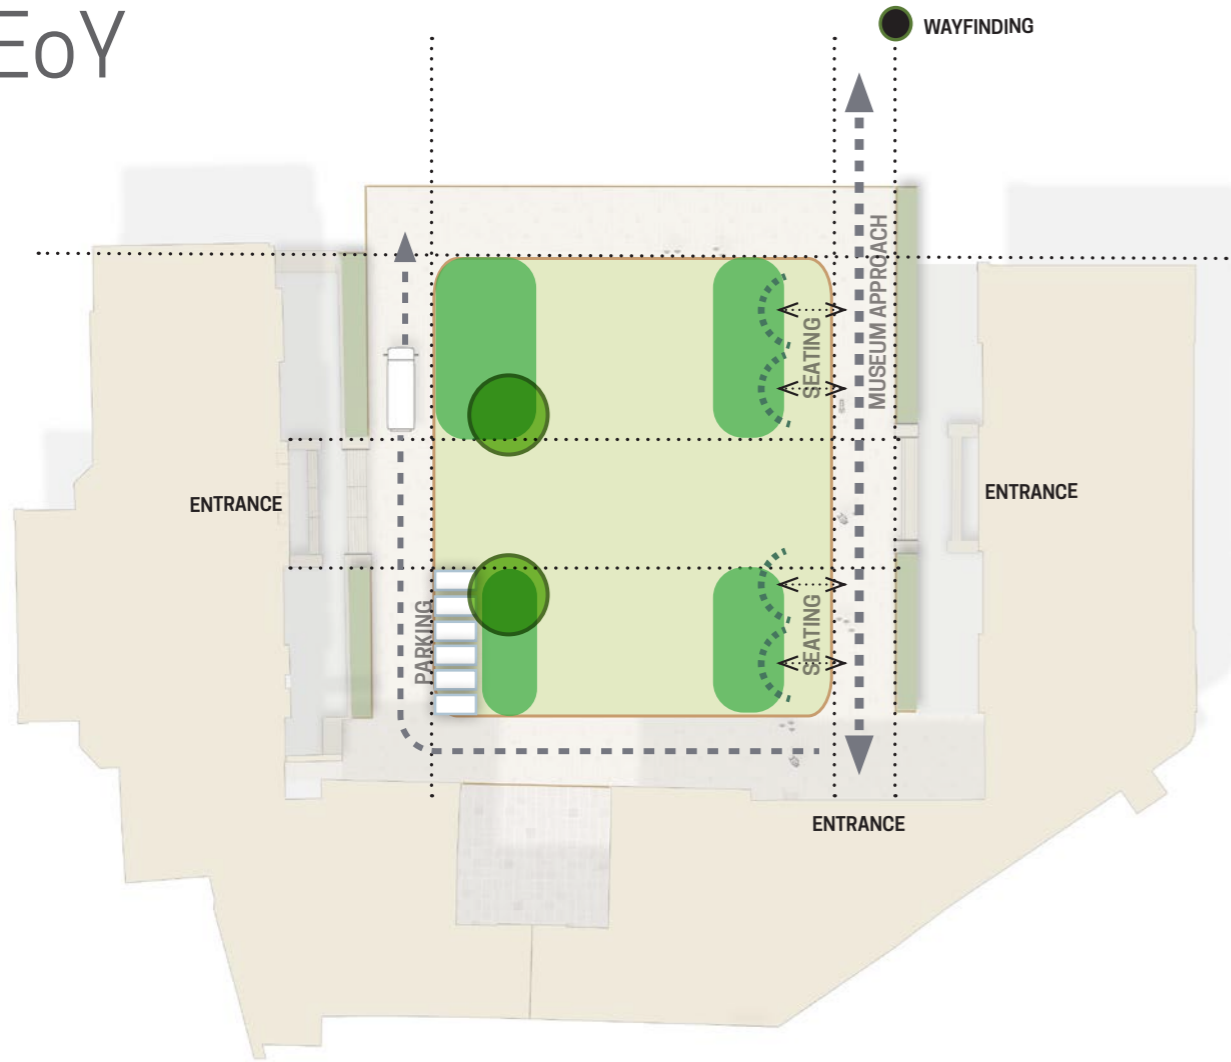 EoY
WAYFINDING
MUSEUM APPROACH
SEATING
ENTRANCE
ENTRANCE
PARKING
SEATING
ENTRANCE